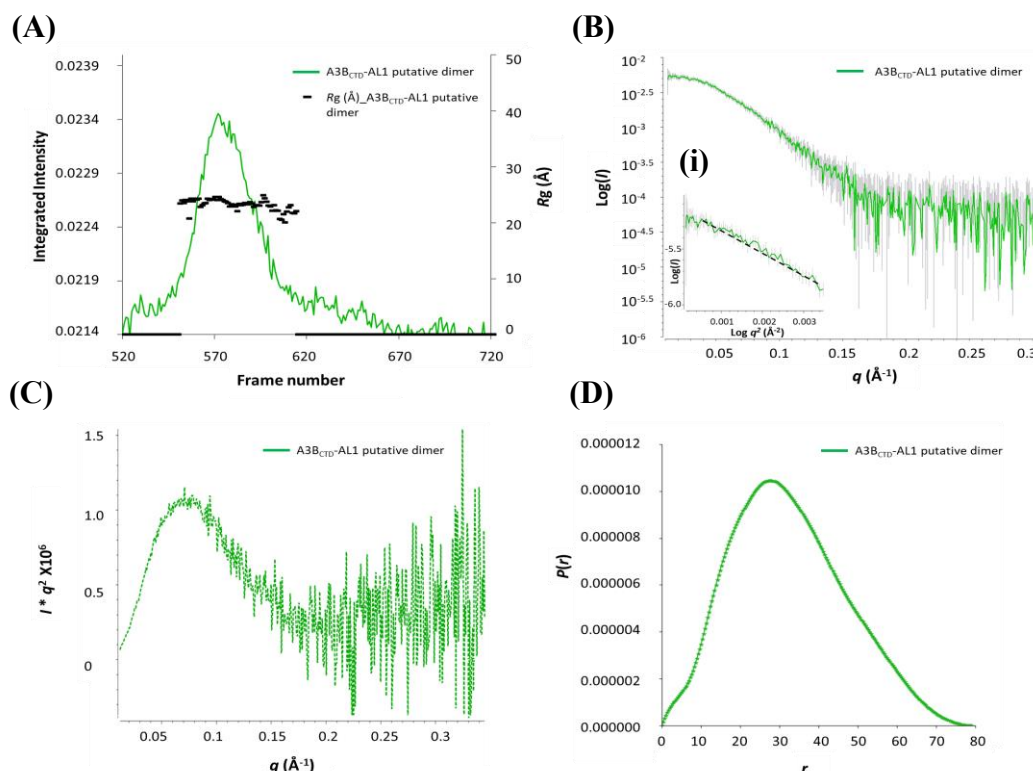 (A)
0.0239
0.0234
0.0229
0.0224
0.0219
0.0214
Integrated Intensity
A3BCTD-AL1 putative dimer
Rg (Å)_A3BCTD-AL1 putative
dimer
50
40
30
20
10
0
Rg (Å)
520
570
620
670
720
Frame number
(B)
10-2
10-2.5
10-3
10-3.5
10-4
10-4.5
10-5
10-5.5
10-6
Log(I)
A3BCTD-AL1 putative dimer
(i)
Log(I)
-5.5
-6.0
0.001
0.002
0.003
Log q2 (Å-2)
0.05
0.1
0.15
0.2
0.25
0.3
q (Å-1)
(C)
1.5
1.0
0.5
0
I * q2 X106
A3BCTD-AL1 putative dimer
0.05
0.1
0.15
0.2
0.25
0.3
q (Å-1)
(D)
0.000012
0.000010
0.000008
0.000006
0.000004
0.000002
0.000000
P(r)
A3BCTD-AL1 putative dimer
0
10
20
30
40
50
60
70
80
r